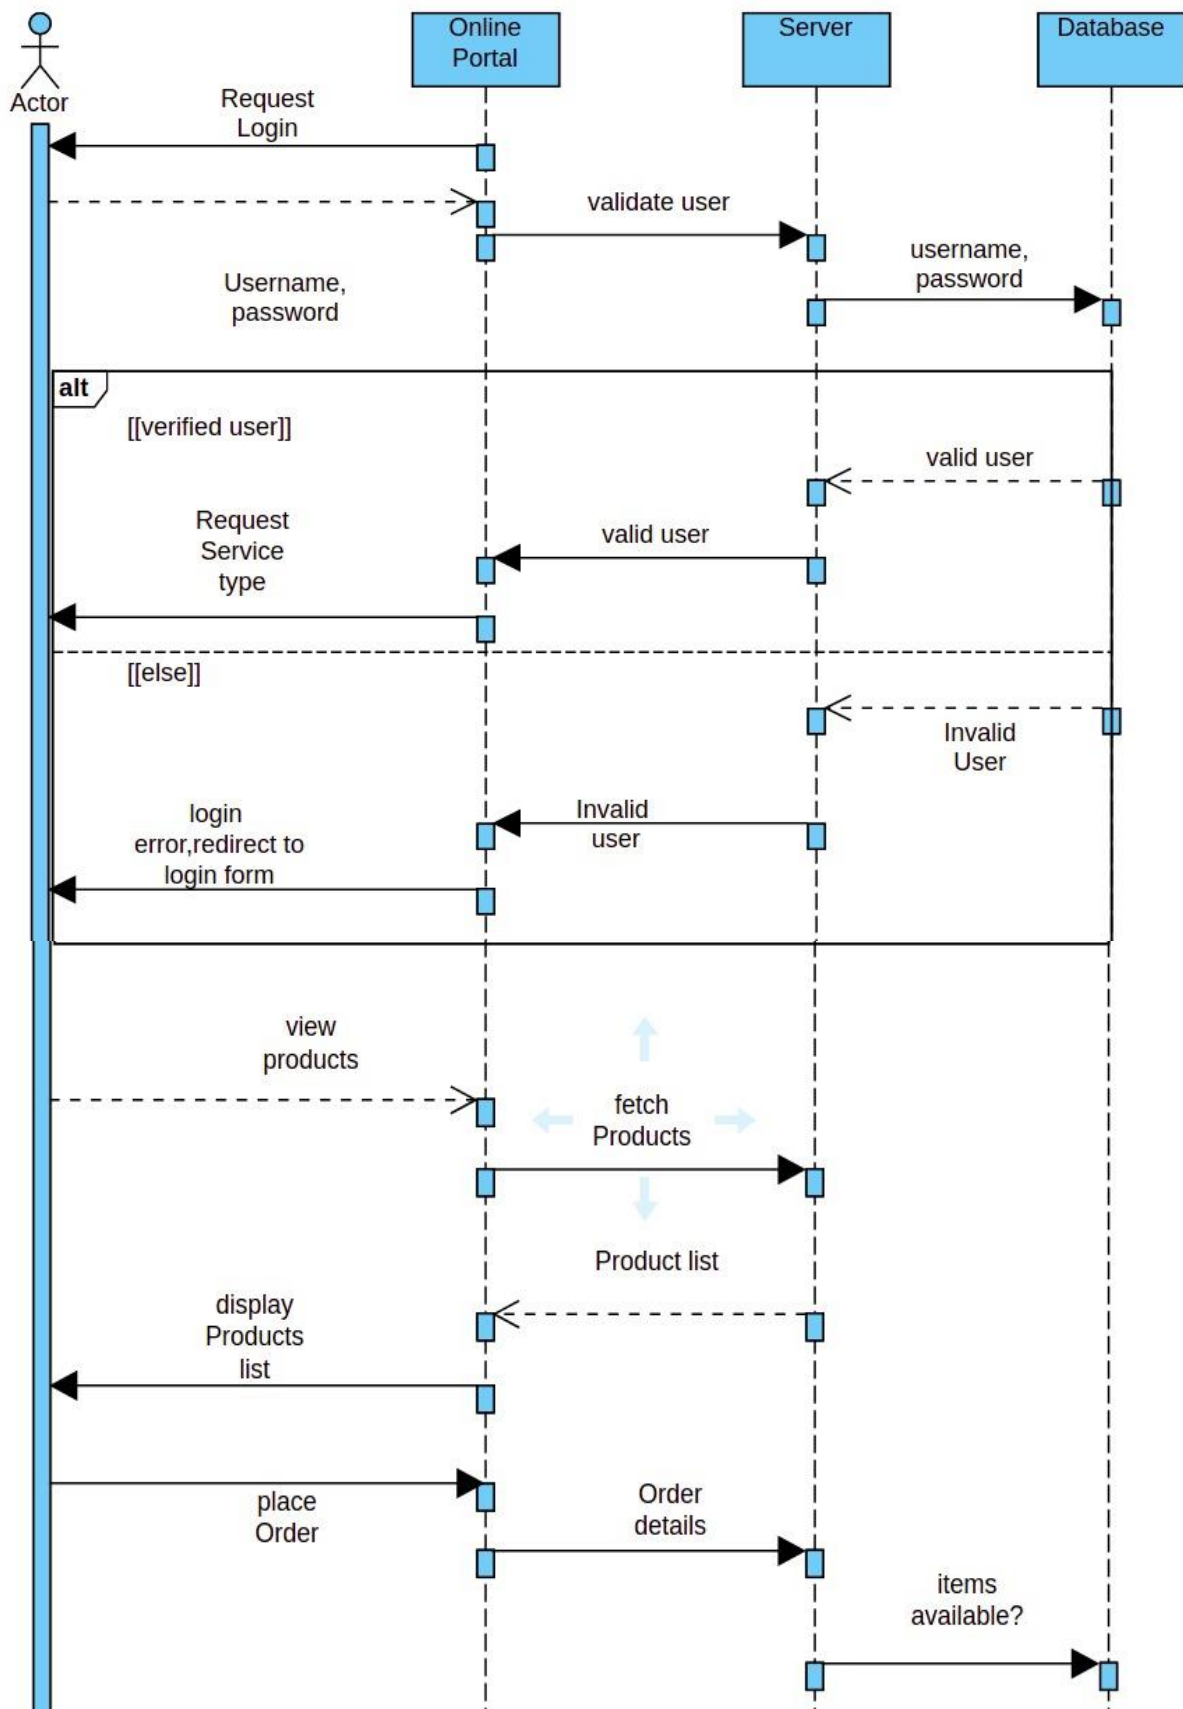 Online
Portal
Server
Database
Actor
Request
Login
validate user
username,
password
Username,
password
alt
[[verified user]]
valid user
Request
Service
type
valid user
[[else]]
Invalid
User
login
error,redirect to
login form
Invalid
user
view
products
fetch
Products
Product list
display
Products
list
place
Order
Order
details
items
available?